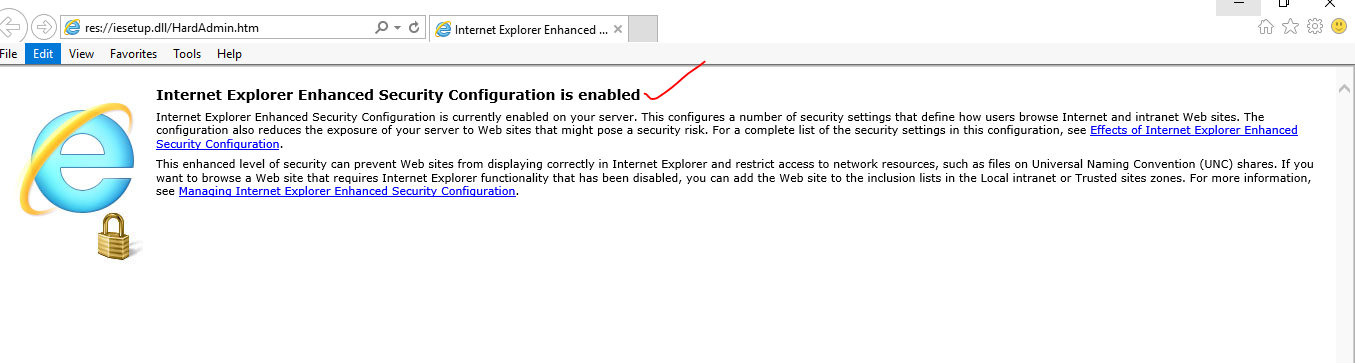 res://iesetup.dll/HardAdmin.htm
Internet Explorer Enhanced ...
File Edit View Favorites Tools Help
Internet Explorer Enhanced Security Configuration is enabled
Internet Explorer Enhanced Security Configuration is currently enabled on your server. This configures a number of security settings that define how users browse Internet and intranet Web sites. The
configuration also reduces the exposure of your server to Web sites that might pose a security risk. For a complete list of the security settings in this configuration, see Effects of Internet Explorer Enhanced
Security Configuration.
This enhanced level of security can prevent Web sites from displaying correctly in Internet Explorer and restrict access to network resources, such as files on Universal Naming Convention (UNC) shares. If you
want to browse a Web site that requires Internet Explorer functionality that has been disabled, you can add the Web site to the inclusion lists in the Local intranet or Trusted sites zones. For more information,
see Managing Internet Explorer Enhanced Security Configuration.